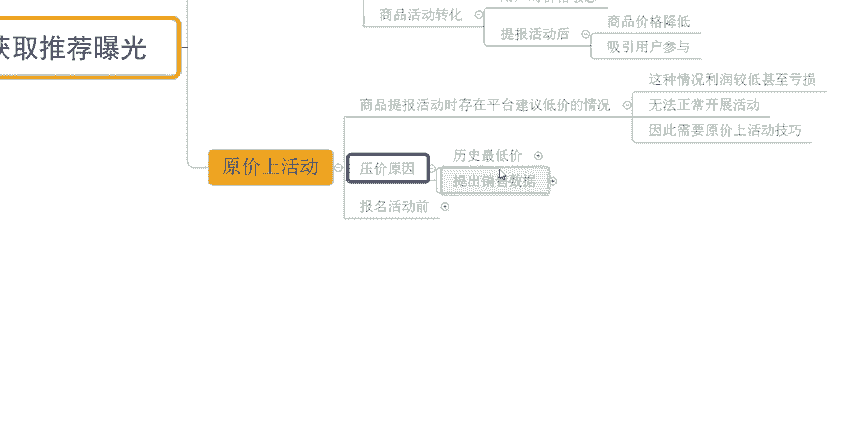 商品活动转化
提报活动后
商品价格降低
吸引用户参与
获取推荐曝光
这种情况利润较低甚至亏损
商品提报活动时存在平台建议低价的情况
无法正常开展活动
因此需要原价上活动技巧
原价上活动
压价原因
历史最低价
提出销售数据
报名活动前